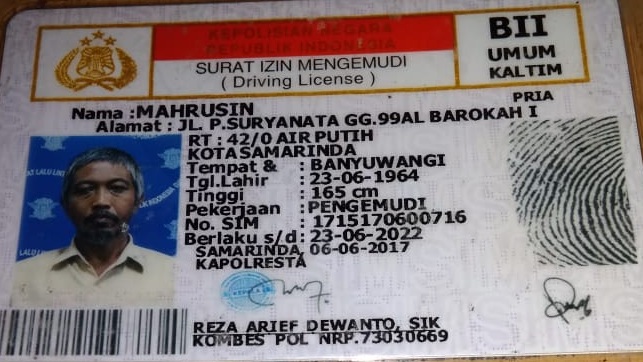 KEPOLISIAN NEGARA
REPUBLIK INDONESIA
SURAT IZIN MENGEMUDI
( Driving License )
BII
UMUM
KALTIM
PRIA
Nama :MAHRUSIN
Alamat : JL. P.SURYANATA GG.99AL BAROKAH I
RT : 42/0 AIR PUTIH
KOTA SAMARINDA
Tempat & : BANYUWANGI
Tgl.Lahir : 23-06-1964
Tinggi : 165 cm
Pekerjaan :PENGEMUDI
No. SIM : 1715170600716
Berlaku s/d:23-06-2022
SAMARINDA, 06-06-2017
KAPOLRESTA
REZA ARIEF DEWANTO, SIK
KOMBES POL NRP.73030669